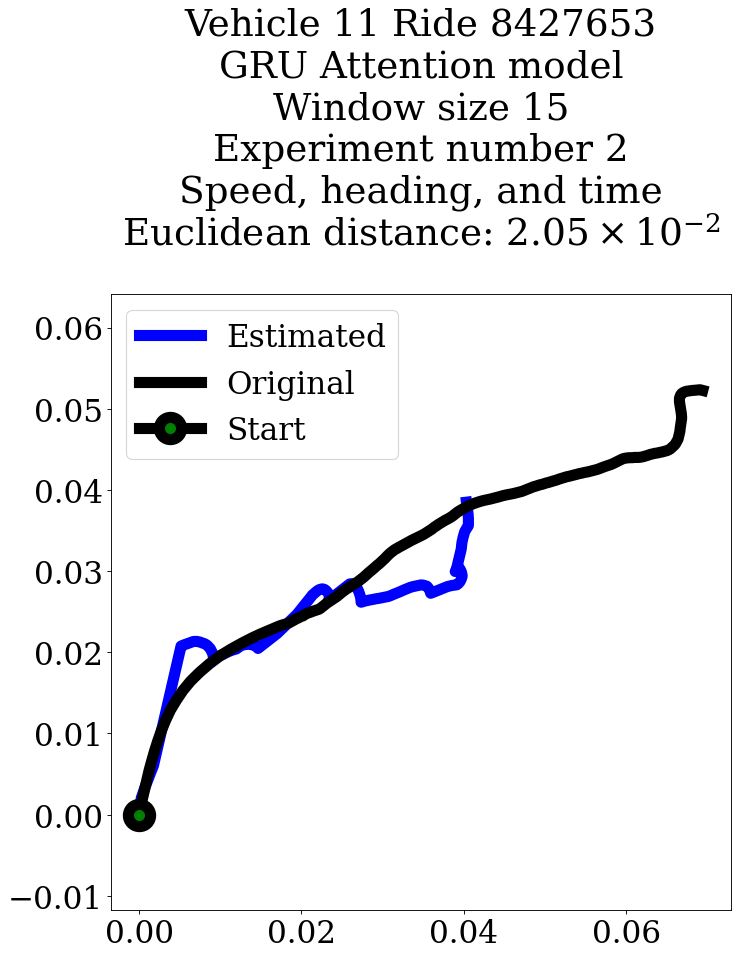 Vehicle 11 Ride 8427653
GRU Attention model
Window size 15
Experiment number 2
Speed, heading, and time
Euclidean distance: 2.05 × 10⁻²
Estimated
Original
Start
0.06
0.05
0.04
0.03
0.02
0.01
0.00
−0.01
0.00 0.02 0.04 0.06